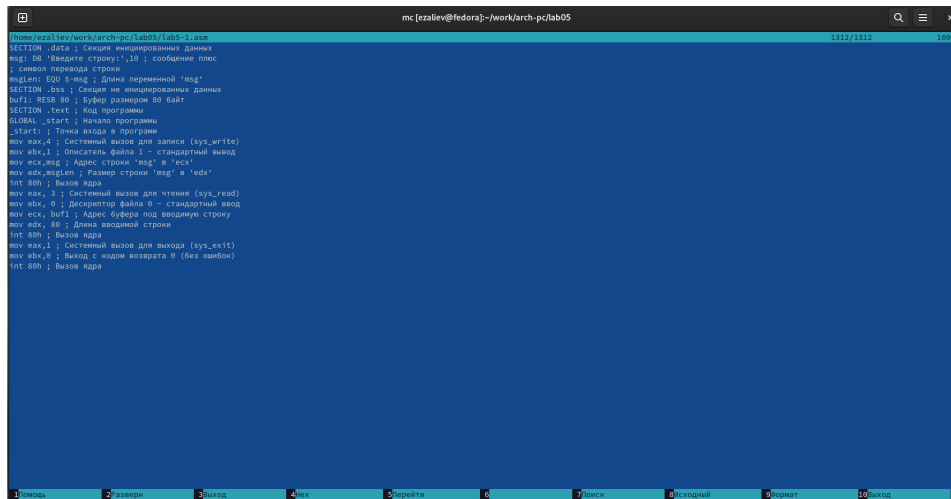 mc [ezaliev@fedora]:~/work/arch-pc/lab05
/home/ezaliev/work/arch-pc/lab05/lab5-1.asm 1312/1312 100
SECTION .data ; Секция инициированных данных
msg: DB 'Введите строку:',10 ; сообщение плюс
; символ перевода строки
msgLen: EQU $-msg ; Длина переменной 'msg'
SECTION .bss ; Секция не инициированных данных
buf1: RESB 80 ; Буфер размером 80 байт
SECTION .text ; Код программы
GLOBAL _start ; Начало программы
_start: ; Точка входа в программ
mov eax,4 ; Системный вызов для записи (sys_write)
mov ebx,1 ; Описатель файла 1 - стандартный вывод
mov ecx,msg ; Адрес строки 'msg' в 'ecx'
mov edx,msgLen ; Размер строки 'msg' в 'edx'
int 80h ; Вызов ядра
mov eax, 3 ; Системный вызов для чтения (sys_read)
mov ebx, 0 ; Дескриптор файла 0 - стандартный ввод
mov ecx, buf1 ; Адрес буфера под вводимую строку
mov edx, 80 ; Длина вводимой строки
int 80h ; Вызов ядра
mov eax,1 ; Системный вызов для выхода (sys_exit)
mov ebx,0 ; Выход с кодом возврата 0 (без ошибок)
int 80h ; Вызов ядра
1Помощь 2Разверн 3Выход 4Hex 5Перейти 6 7Поиск 8Исходный 9Формат 10Выход